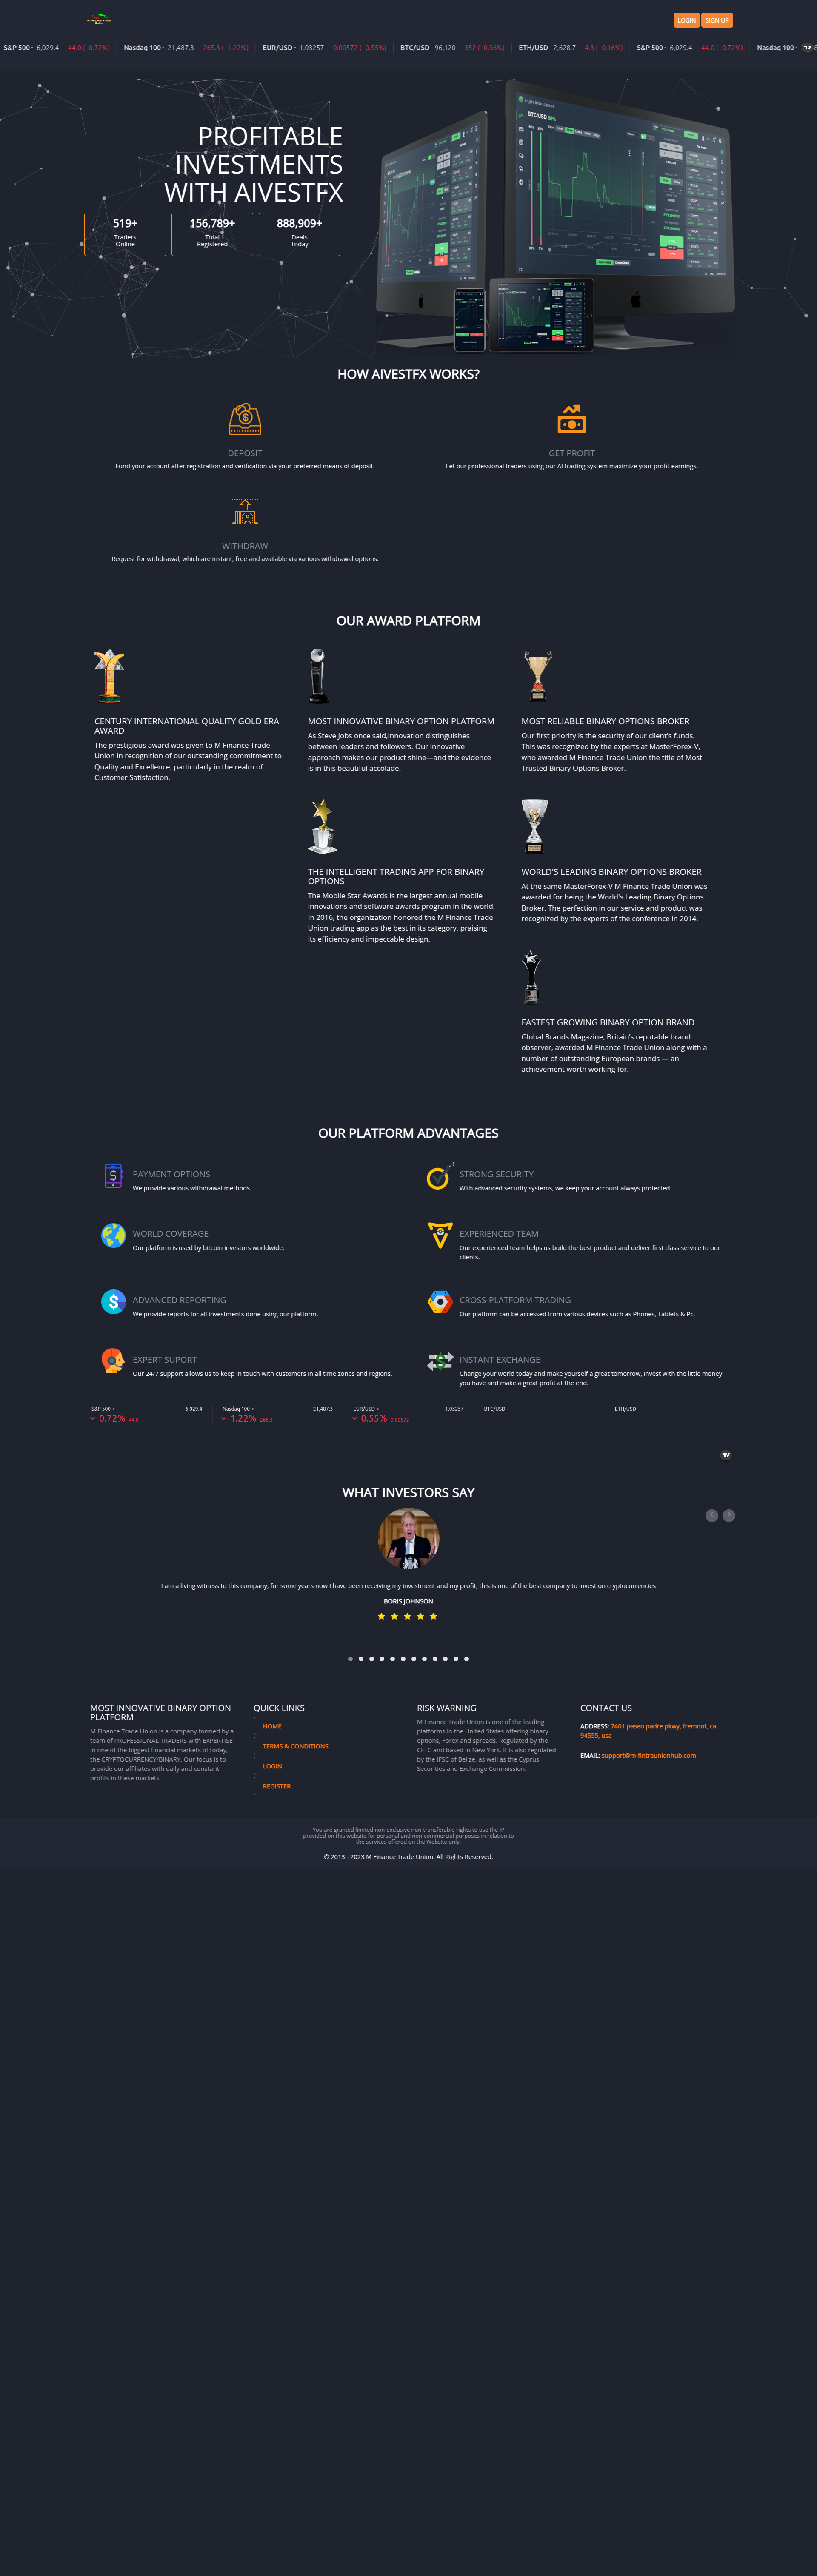 M Finance Trade
Union
LOGIN
SIGN UP
S&P 500 • 6,029.4 −44.0 (−0.72%) Nasdaq 100 • 21,487.3 −265.3 (−1.22%) EUR/USD • 1.03257 −0.00572 (−0.55%) BTC/USD 96,120 −352 (−0.36%) ETH/USD 2,628.7 −4.3 (−0.16%) S&P 500 • 6,029.4 −44.0 (−0.72%) Nasdaq 100 •
PROFITABLE
INVESTMENTS
WITH AIVESTFX
519+
Traders
Online
156,789+
Total
Registered
888,909+
Deals
Today
BTC/USD 80%
HOW AIVESTFX WORKS?
DEPOSIT
Fund your account after registration and verification via your preferred means of deposit.
GET PROFIT
Let our professional traders using our AI trading system maximize your profit earnings.
WITHDRAW
Request for withdrawal, which are instant, free and available via various withdrawal options.
OUR AWARD PLATFORM
CENTURY INTERNATIONAL QUALITY GOLD ERA
AWARD
The prestigious award was given to M Finance Trade
Union in recognition of our outstanding commitment to
Quality and Excellence, particularly in the realm of
Customer Satisfaction.
MOST INNOVATIVE BINARY OPTION PLATFORM
As Steve Jobs once said,innovation distinguishes
between leaders and followers. Our innovative
approach makes our product shine—and the evidence
is in this beautiful accolade.
MOST RELIABLE BINARY OPTIONS BROKER
Our first priority is the security of our client's funds.
This was recognized by the experts at MasterForex-V,
who awarded M Finance Trade Union the title of Most
Trusted Binary Options Broker.
THE INTELLIGENT TRADING APP FOR BINARY
OPTIONS
The Mobile Star Awards is the largest annual mobile
innovations and software awards program in the world.
In 2016, the organization honored the M Finance Trade
Union trading app as the best in its category, praising
its efficiency and impeccable design.
WORLD'S LEADING BINARY OPTIONS BROKER
At the same MasterForex-V M Finance Trade Union was
awarded for being the World's Leading Binary Options
Broker. The perfection in our service and product was
recognized by the experts of the conference in 2014.
FASTEST GROWING BINARY OPTION BRAND
Global Brands Magazine, Britain's reputable brand
observer, awarded M Finance Trade Union along with a
number of outstanding European brands — an
achievement worth working for.
OUR PLATFORM ADVANTAGES
PAYMENT OPTIONS
We provide various withdrawal methods.
STRONG SECURITY
With advanced security systems, we keep your account always protected.
WORLD COVERAGE
Our platform is used by bitcoin investors worldwide.
EXPERIENCED TEAM
Our experienced team helps us build the best product and deliver first class service to our
clients.
ADVANCED REPORTING
We provide reports for all investments done using our platform.
CROSS-PLATFORM TRADING
Our platform can be accessed from various devices such as Phones, Tablets & Pc.
EXPERT SUPORT
Our 24/7 support allows us to keep in touch with customers in all time zones and regions.
INSTANT EXCHANGE
Change your world today and make yourself a great tomorrow, invest with the little money
you have and make a great profit at the end.
S&P 500 • 6,029.4 Nasdaq 100 • 21,487.3 EUR/USD • 1.03257 BTC/USD ETH/USD
0.72% 44.0 1.22% 265.3 0.55% 0.00572
WHAT INVESTORS SAY
I am a living witness to this company, for some years now I have been receiving my investment and my profit, this is one of the best company to invest on cryptocurrencies
BORIS JOHNSON
MOST INNOVATIVE BINARY OPTION
PLATFORM
M Finance Trade Union is a company formed by a
team of PROFESSIONAL TRADERS with EXPERTISE
in one of the biggest financial markets of today,
the CRYPTOCURRENCY/BINARY. Our focus is to
provide our affiliates with daily and constant
profits in these markets
QUICK LINKS
HOME
TERMS & CONDITIONS
LOGIN
REGISTER
RISK WARNING
M Finance Trade Union is one of the leading
platforms in the United States offering binary
options, Forex and spreads. Regulated by the
CFTC and based in New York. It is also regulated
by the IFSC of Belize, as well as the Cyprus
Securities and Exchange Commission.
CONTACT US
ADDRESS: 7401 paseo padre pkwy, fremont, ca
94555, usa
EMAIL: support@m-fintraunionhub.com
You are granted limited non-exclusive non-transferable rights to use the IP
provided on this website for personal and non-commercial purposes in relation to
the services offered on the Website only.
© 2013 - 2023 M Finance Trade Union. All Rights Reserved.